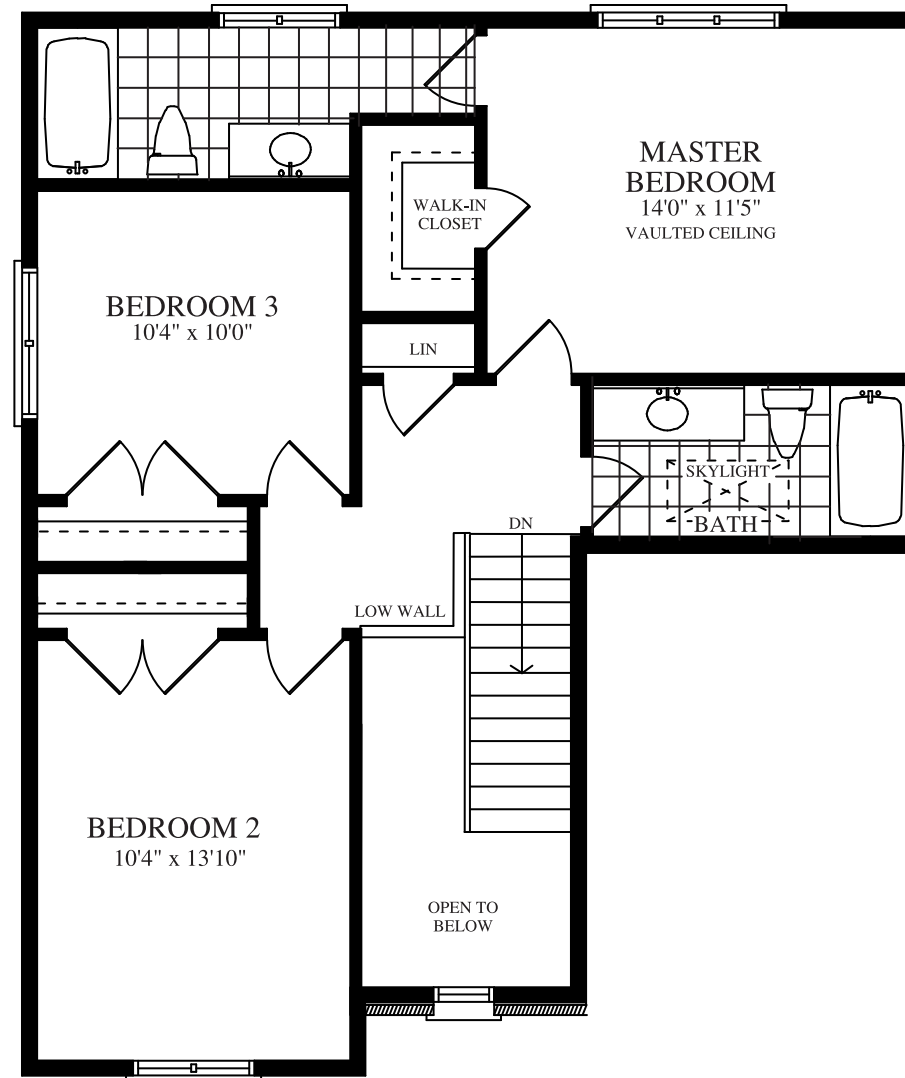 MASTER
BEDROOM
14'0" x 11'5"
VAULTED CEILING
WALK-IN
CLOSET
BEDROOM 3
10'4" x 10'0"
LIN
SKYLIGHT
BATH
DN
LOW WALL
BEDROOM 2
10'4" x 13'10"
OPEN TO
BELOW